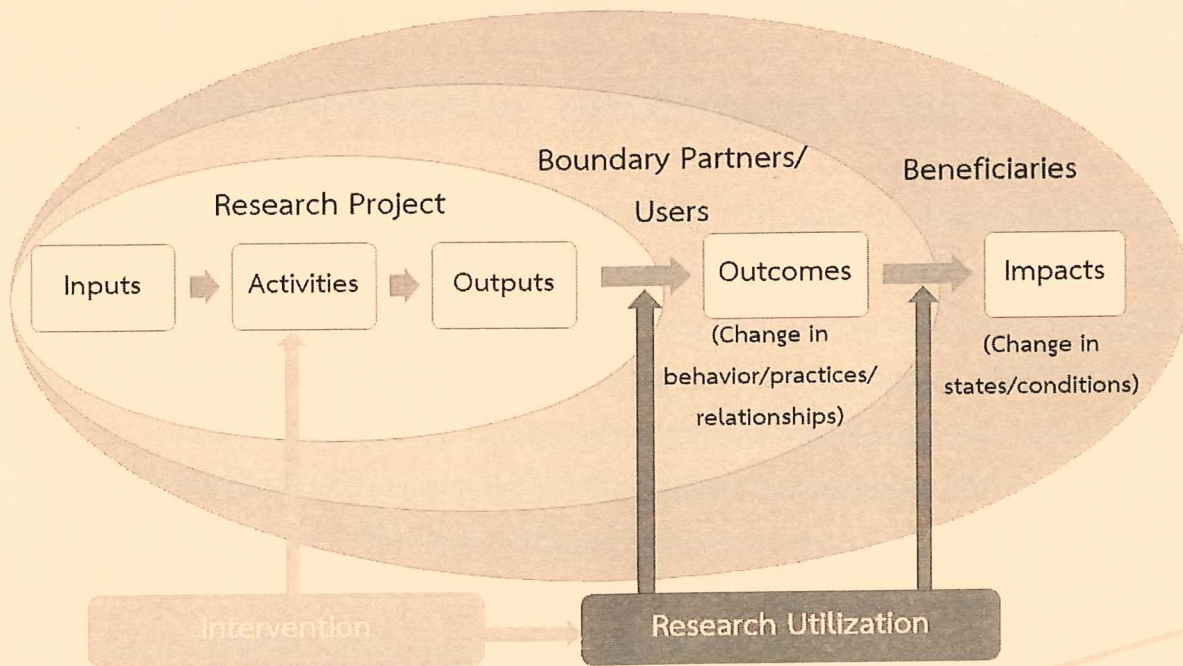 Boundary Partners/
Users
Beneficiaries
Research Project
Inputs
Activities
Outputs
Outcomes
Impacts
(Change in
behavior/practices/
relationships)
(Change in
states/conditions)
Intervention
Research Utilization